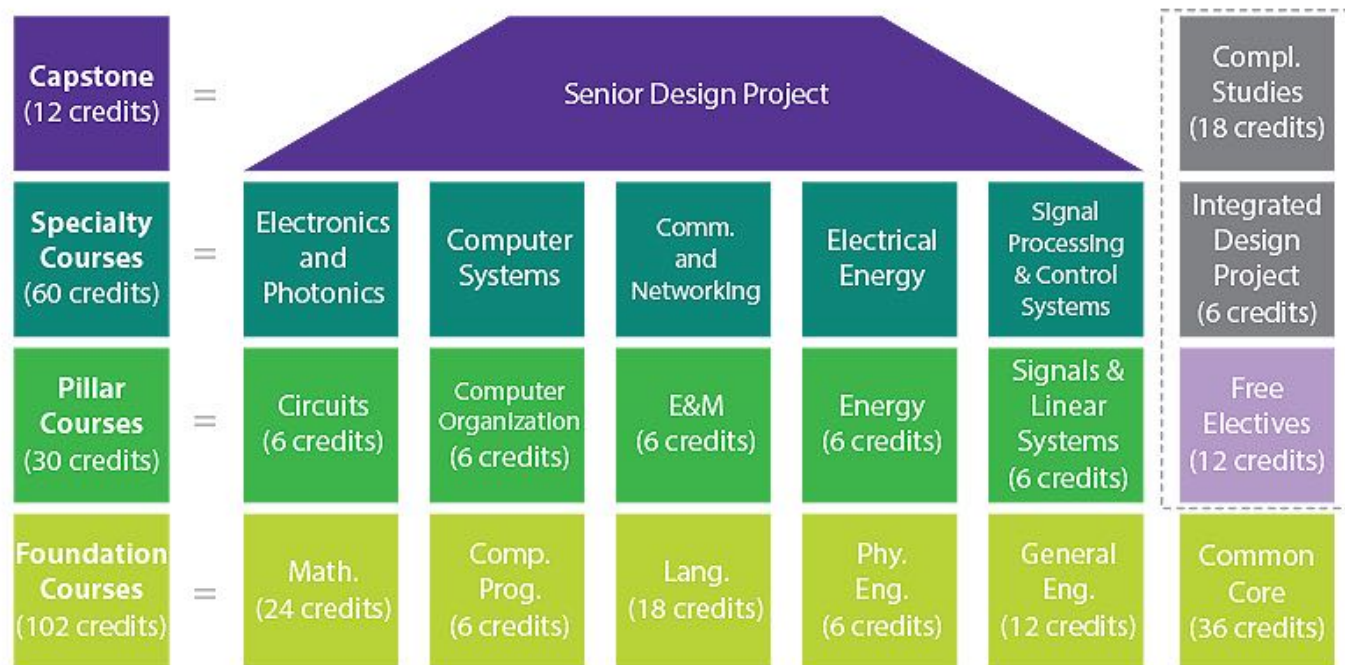 Capstone
(12 credits)
=
Senior Design Project
Compl.
Studies
(18 credits)
Specialty
Courses
(60 credits)
=
Electronics
and
Photonics
Computer
Systems
Comm.
and
Networking
Electrical
Energy
Signal
Processing
& Control
Systems
Integrated
Design
Project
(6 credits)
Pillar
Courses
(30 credits)
=
Circuits
(6 credits)
Computer
Organization
(6 credits)
E&M
(6 credits)
Energy
(6 credits)
Signals &
Linear
Systems
(6 credits)
Free
Electives
(12 credits)
Foundation
Courses
(102 credits)
=
Math.
(24 credits)
Comp.
Prog.
(6 credits)
Lang.
(18 credits)
Phy.
Eng.
(6 credits)
General
Eng.
(12 credits)
Common
Core
(36 credits)